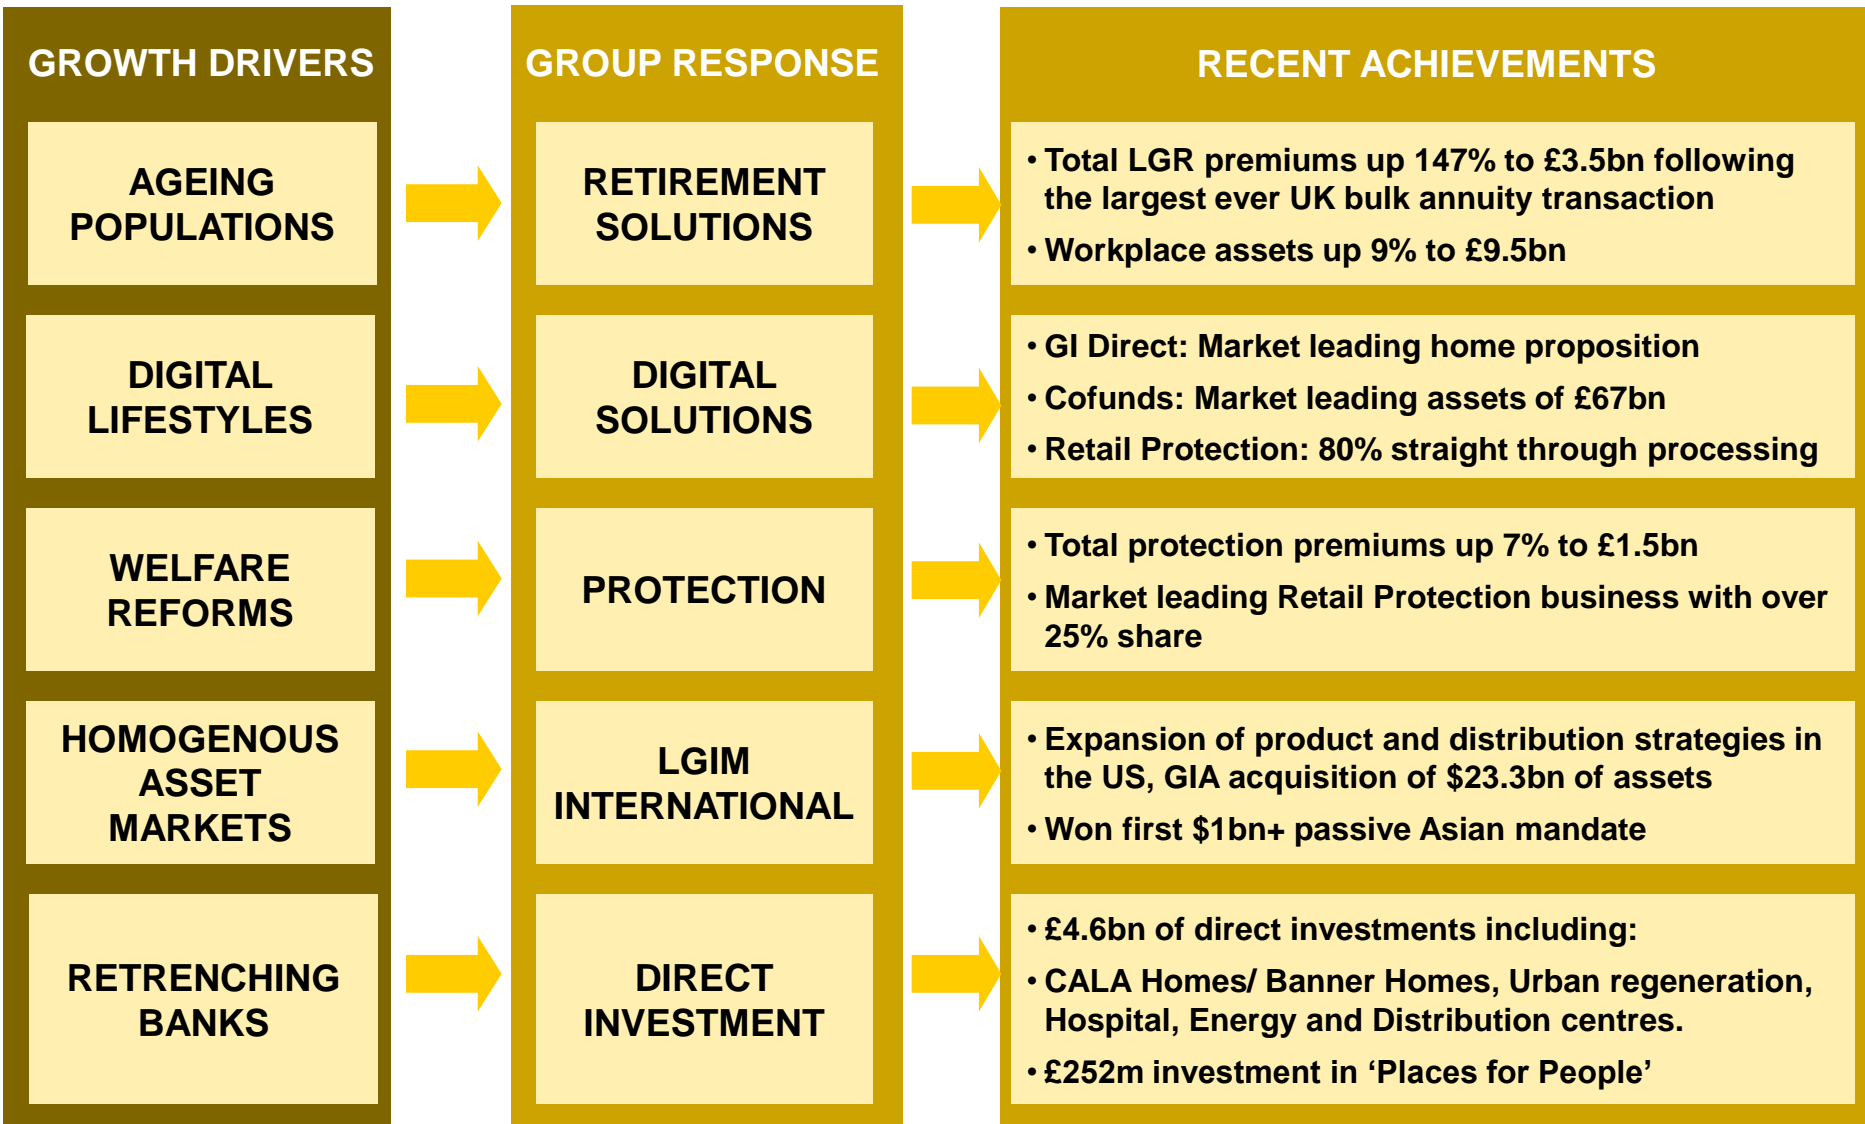 GROWTH DRIVERS
GROUP RESPONSE
RECENT ACHIEVEMENTS
AGEING
POPULATIONS
RETIREMENT
SOLUTIONS
• Total LGR premiums up 147% to £3.5bn following
the largest ever UK bulk annuity transaction
• Workplace assets up 9% to £9.5bn
DIGITAL
LIFESTYLES
DIGITAL
SOLUTIONS
• GI Direct: Market leading home proposition
• Cofunds: Market leading assets of £67bn
• Retail Protection: 80% straight through processing
WELFARE
REFORMS
PROTECTION
• Total protection premiums up 7% to £1.5bn
• Market leading Retail Protection business with over
25% share
HOMOGENOUS
ASSET
MARKETS
LGIM
INTERNATIONAL
• Expansion of product and distribution strategies in
the US, GIA acquisition of $23.3bn of assets
• Won first $1bn+ passive Asian mandate
RETRENCHING
BANKS
DIRECT
INVESTMENT
• £4.6bn of direct investments including:
• CALA Homes/ Banner Homes, Urban regeneration,
Hospital, Energy and Distribution centres.
• £252m investment in ‘Places for People’